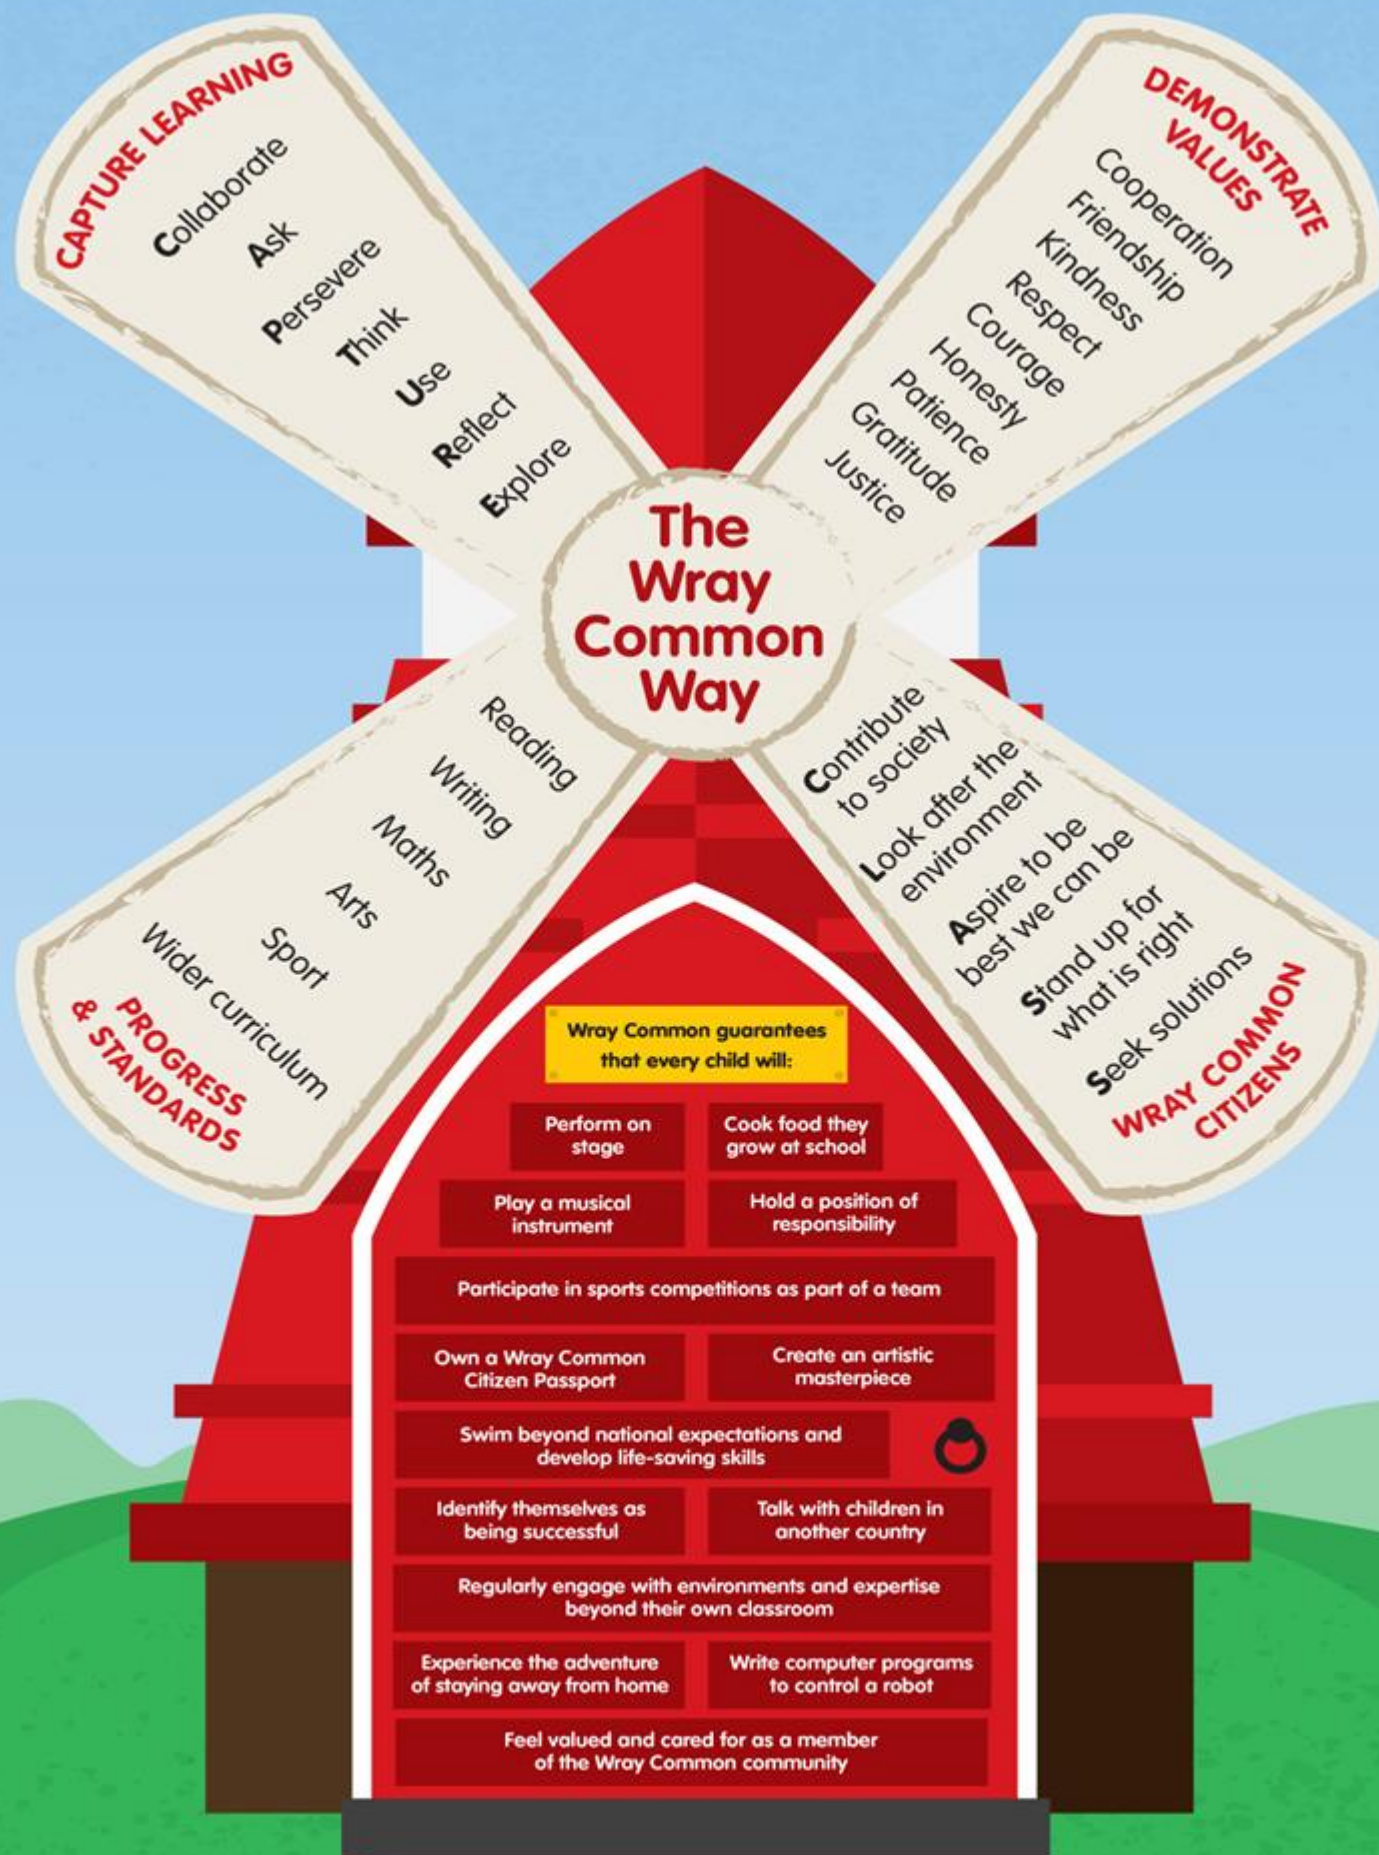 CAPTURE LEARNING
Collaborate
Ask
Persevere
Think
Use
Reflect
Explore
DEMONSTRATE
VALUES
Cooperation
Friendship
Kindness
Respect
Courage
Honesty
Patience
Gratitude
Justice
The
Wray
Common
Way
Reading
Writing
Maths
Arts
Sport
Wider curriculum
PROGRESS
& STANDARDS
Contribute
to society
Look after the
environment
Aspire to be
best we can be
Stand up for
what is right
Seek solutions
WRAY COMMON
CITIZENS
Wray Common guarantees
that every child will:
Perform on
stage
Cook food they
grow at school
Play a musical
instrument
Hold a position of
responsibility
Participate in sports competitions as part of a team
Own a Wray Common
Citizen Passport
Create an artistic
masterpiece
Swim beyond national expectations and
develop life-saving skills
Identify themselves as
being successful
Talk with children in
another country
Regularly engage with environments and expertise
beyond their own classroom
Experience the adventure
of staying away from home
Write computer programs
to control a robot
Feel valued and cared for as a member
of the Wray Common community